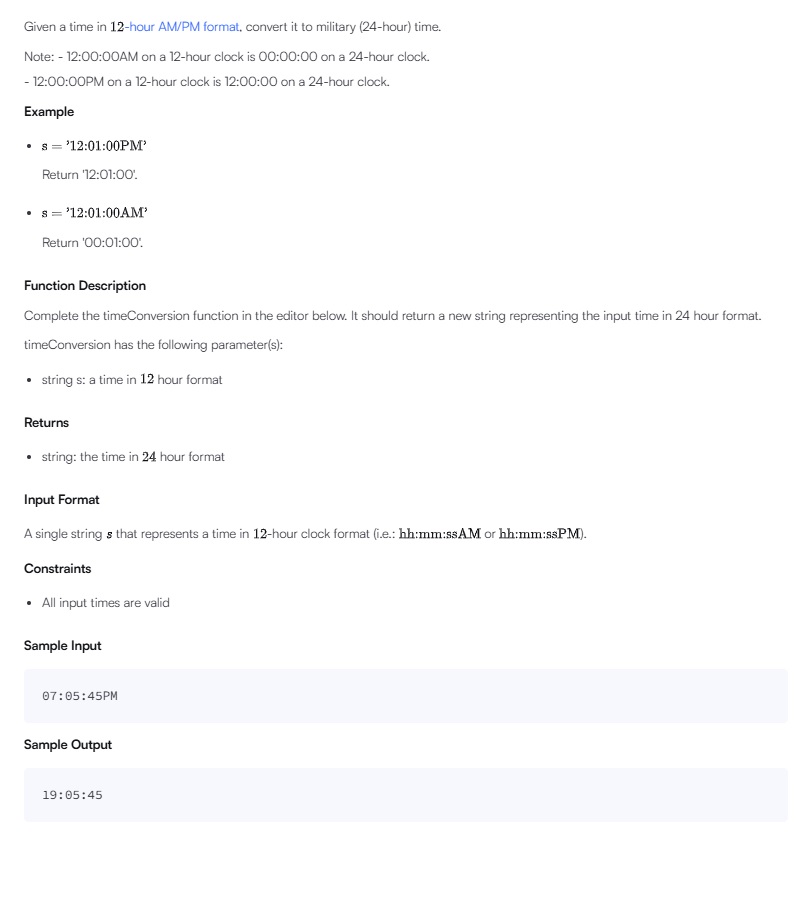 Given a time in 12-hour AM/PM format, convert it to military (24-hour) time.
Note: - 12:00:00AM on a 12-hour clock is 00:00:00 on a 24-hour clock.
- 12:00:00PM on a 12-hour clock is 12:00:00 on a 24-hour clock.
Example
• s = '12:01:00PM'
Return '12:01:00'.
• s = '12:01:00AM'
Return '00:01:00'.
Function Description
Complete the timeConversion function in the editor below. It should return a new string representing the input time in 24 hour format.
timeConversion has the following parameter(s):
• string s: a time in 12 hour format
Returns
• string: the time in 24 hour format
Input Format
A single string s that represents a time in 12-hour clock format (i.e.: hh:mm:ssAM or hh:mm:ssPM).
Constraints
• All input times are valid
Sample Input
07:05:45PM
Sample Output
19:05:45